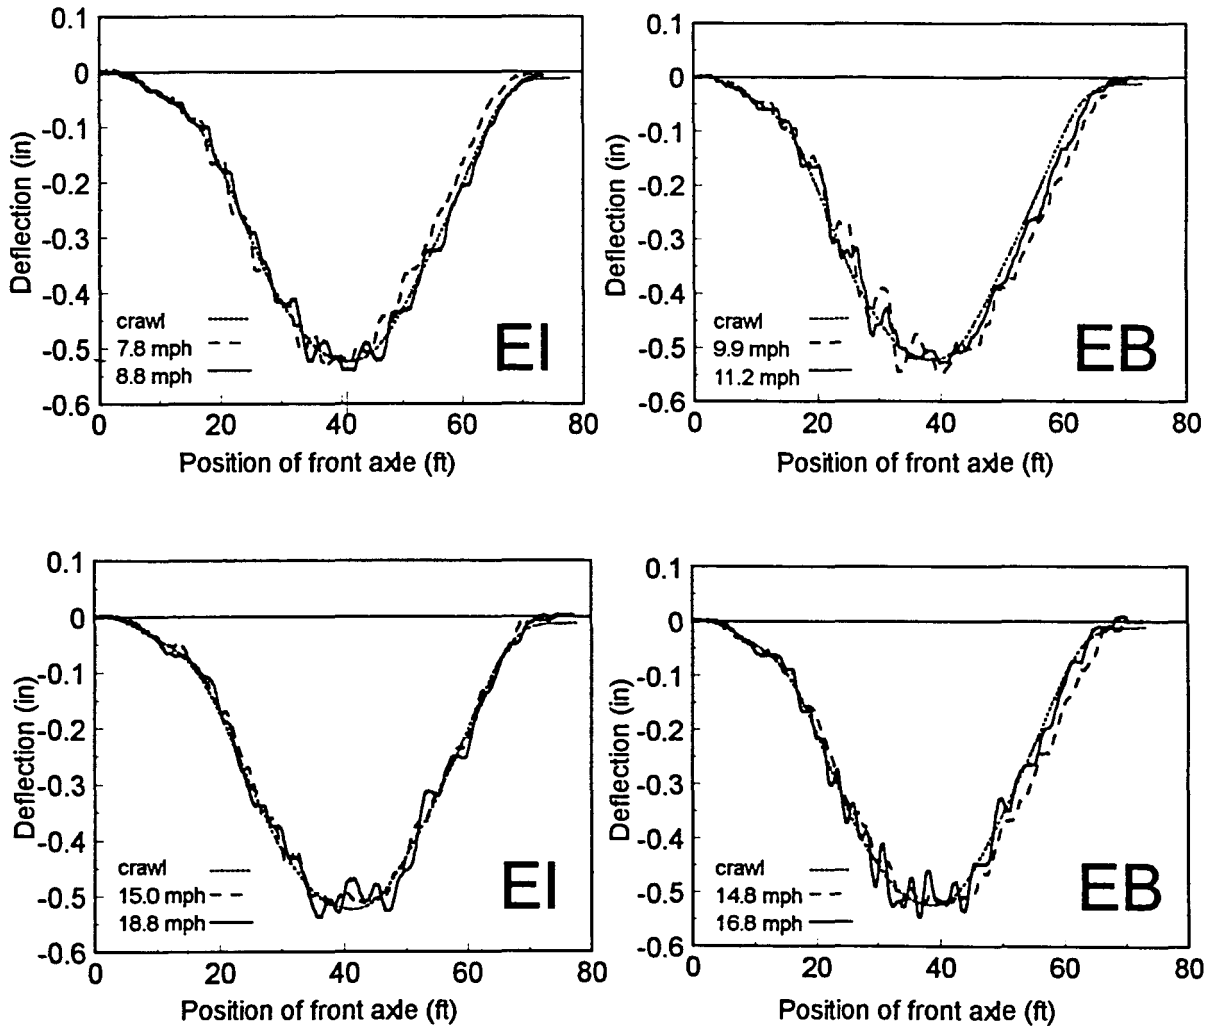 0.1
0
-0.1
-0.2
-0.3
-0.4
-0.5
-0.6
Deflection (in)
crawl
7.8 mph
8.8 mph
EI
0 20 40 60 80
Position of front axle (ft)
0.1
0
-0.1
-0.2
-0.3
-0.4
-0.5
-0.6
Deflection (in)
crawl
9.9 mph
11.2 mph
EB
0 20 40 60 80
Position of front axle (ft)
0.1
0
-0.1
-0.2
-0.3
-0.4
-0.5
-0.6
Deflection (in)
crawl
15.0 mph
18.8 mph
EI
0 20 40 60 80
Position of front axle (ft)
0.1
0
-0.1
-0.2
-0.3
-0.4
-0.5
-0.6
Deflection (in)
crawl
14.8 mph
16.8 mph
EB
0 20 40 60 80
Position of front axle (ft)